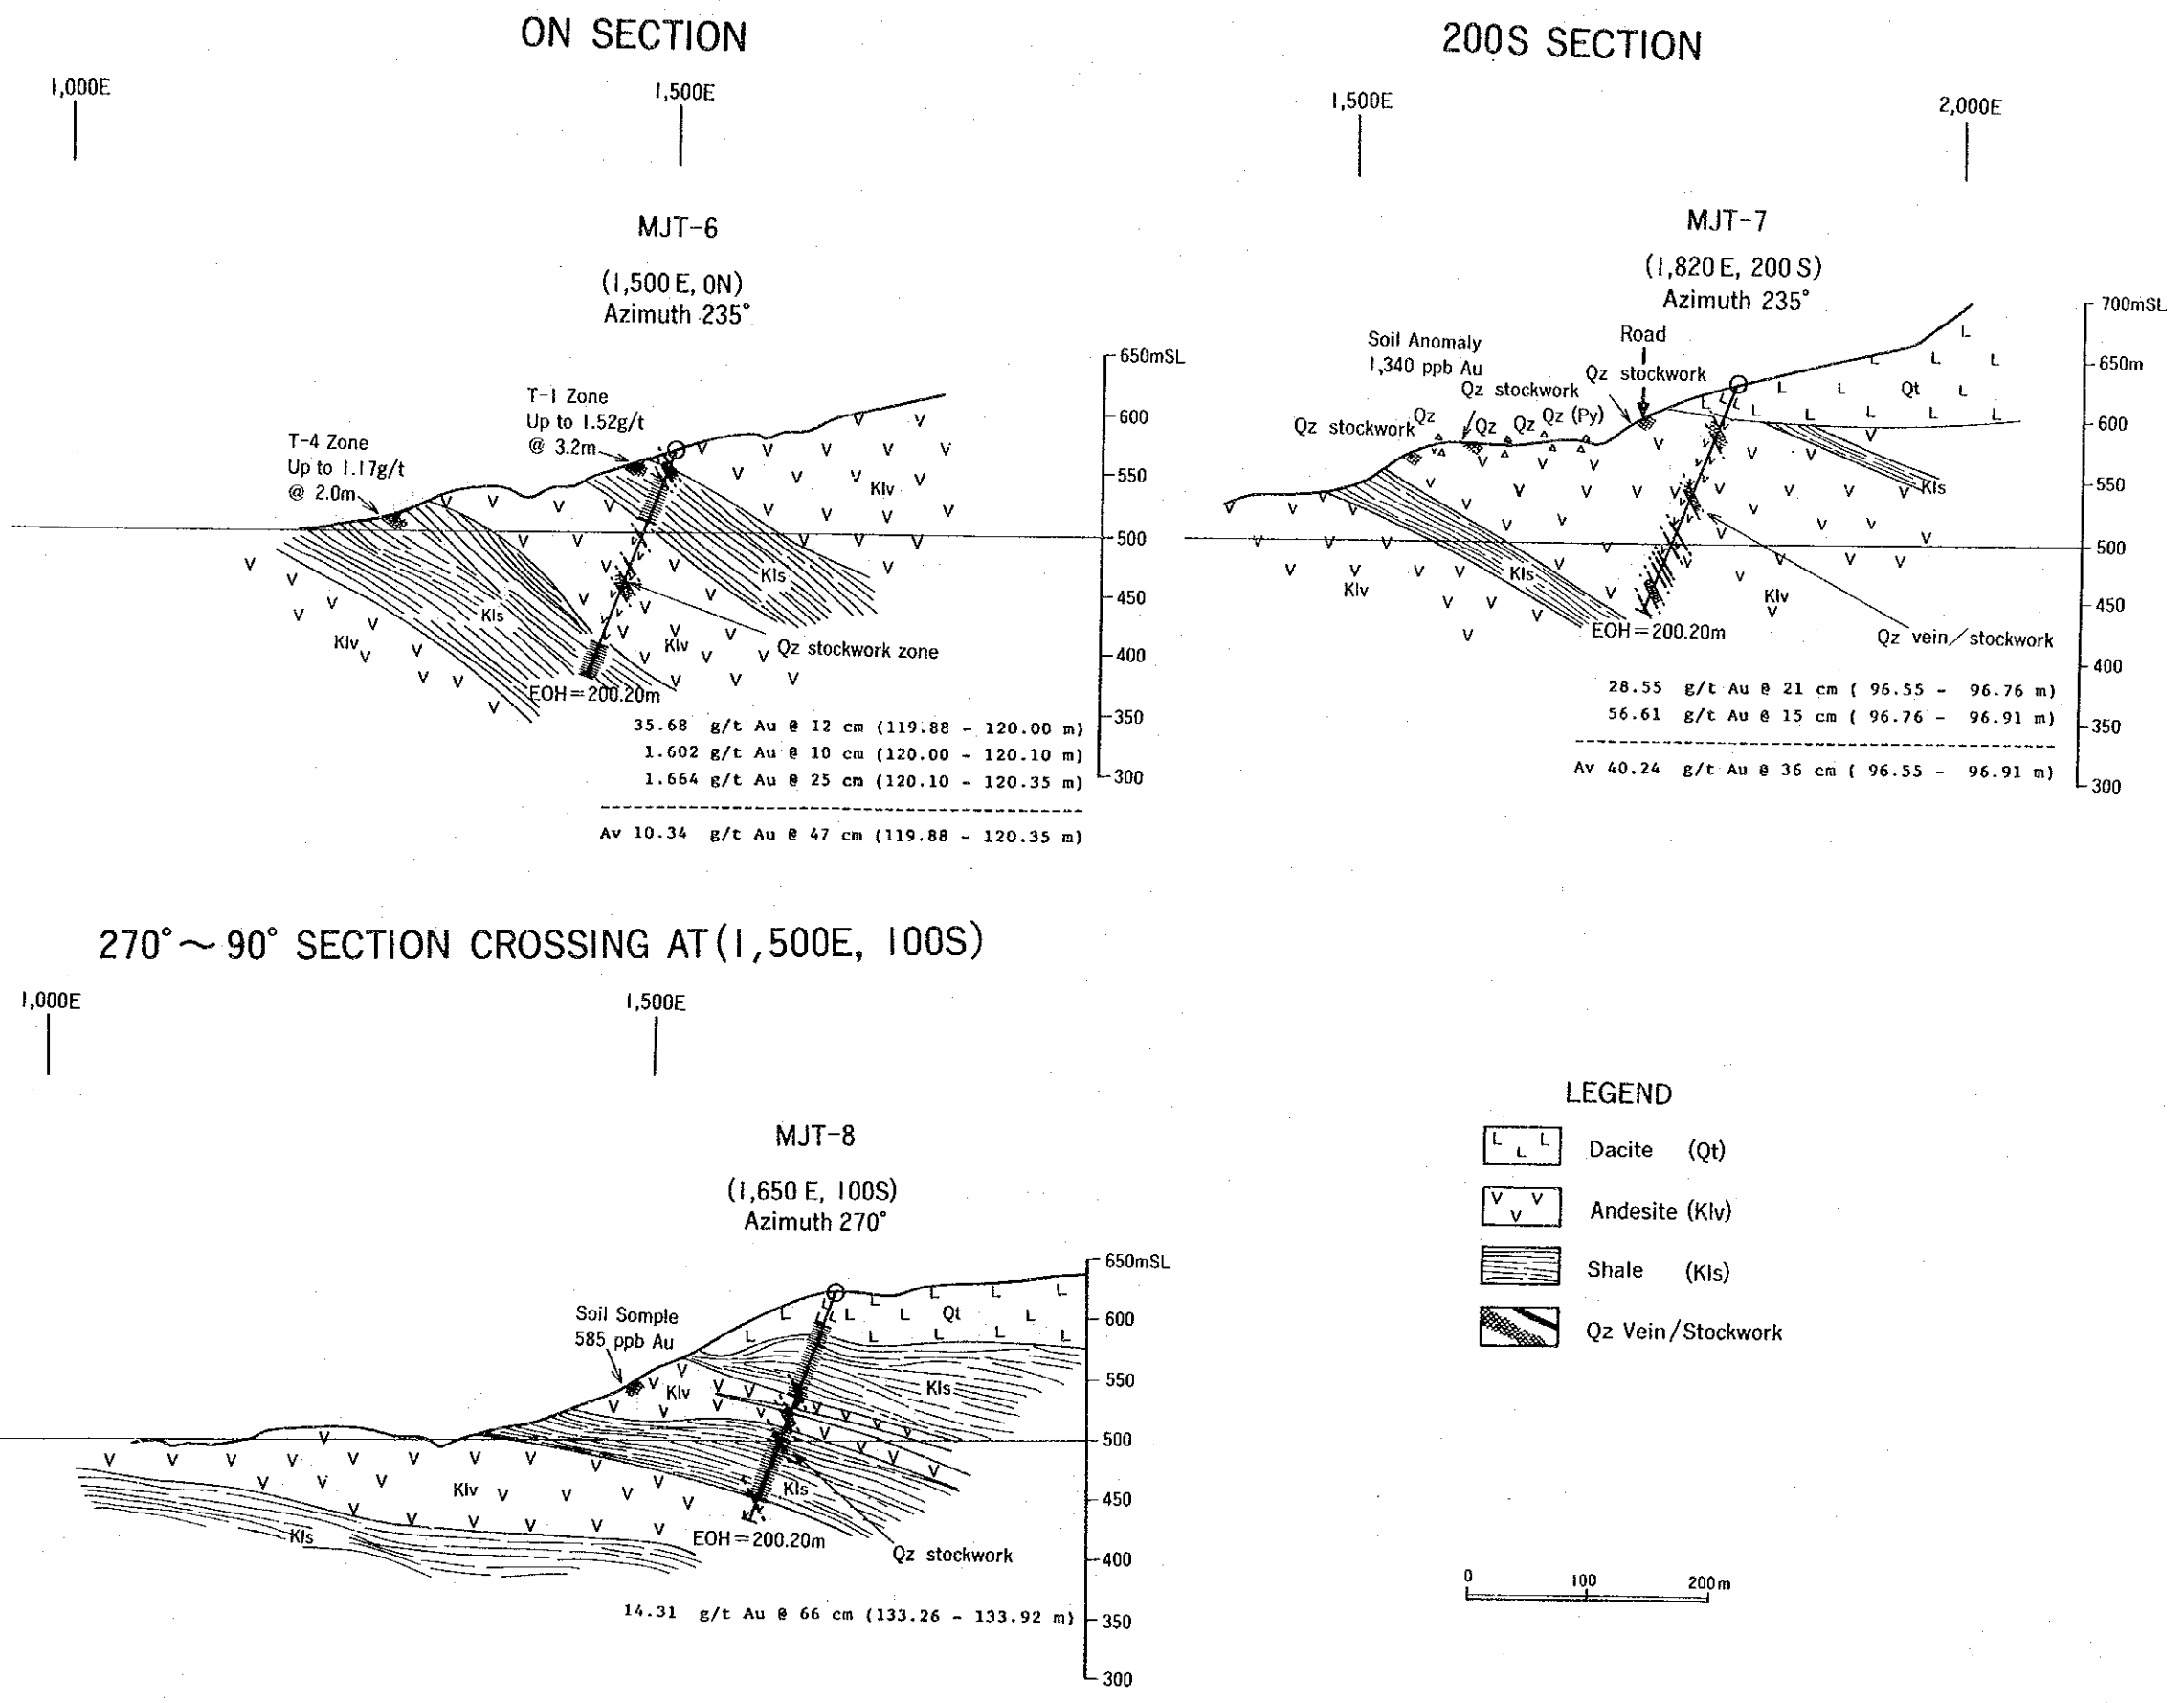 ON SECTION
1,000E
1,500E
MJT-6
(1,500 E, 0N)
Azimuth 235°
T-1 Zone
Up to 1.52g/t
@ 3.2m
T-4 Zone
Up to 1.17g/t
@ 2.0m
650mSL
600
550
500
450
400
350
300
Klv
Kls
Kls
Klv
Klv
Qz stockwork zone
EOH=200.20m
35.68 g/t Au @ 12 cm (119.88 - 120.00 m)
1.602 g/t Au @ 10 cm (120.00 - 120.10 m)
1.664 g/t Au @ 25 cm (120.10 - 120.35 m)
Av 10.34 g/t Au @ 47 cm (119.88 - 120.35 m)
200S SECTION
1,500E
2,000E
MJT-7
(1,820 E, 200 S)
Azimuth 235°
Soil Anomaly
1,340 ppb Au
Road
Qz stockwork
Qz stockwork
Qz stockwork
Qz
Qz
Qz
Qz (Py)
Qt
700mSL
650m
600
550
500
450
400
350
300
Kls
Kls
Klv
Klv
EOH=200.20m
Qz vein/stockwork
28.55 g/t Au @ 21 cm ( 96.55 - 96.76 m)
56.61 g/t Au @ 15 cm ( 96.76 - 96.91 m)
Av 40.24 g/t Au @ 36 cm ( 96.55 - 96.91 m)
270°~90° SECTION CROSSING AT(1,500E, 100S)
1,000E
1,500E
MJT-8
(1,650 E, 100S)
Azimuth 270°
Soil Somple
585 ppb Au
650mSL
600
550
500
450
400
350
300
Qt
Klv
Kls
Klv
Kls
Kls
EOH=200.20m
Qz stockwork
14.31 g/t Au @ 66 cm (133.26 - 133.92 m)
LEGEND
L L L Dacite (Qt)
V V V Andesite (Klv)
Shale (Kls)
Qz Vein/Stockwork
0 100 200m